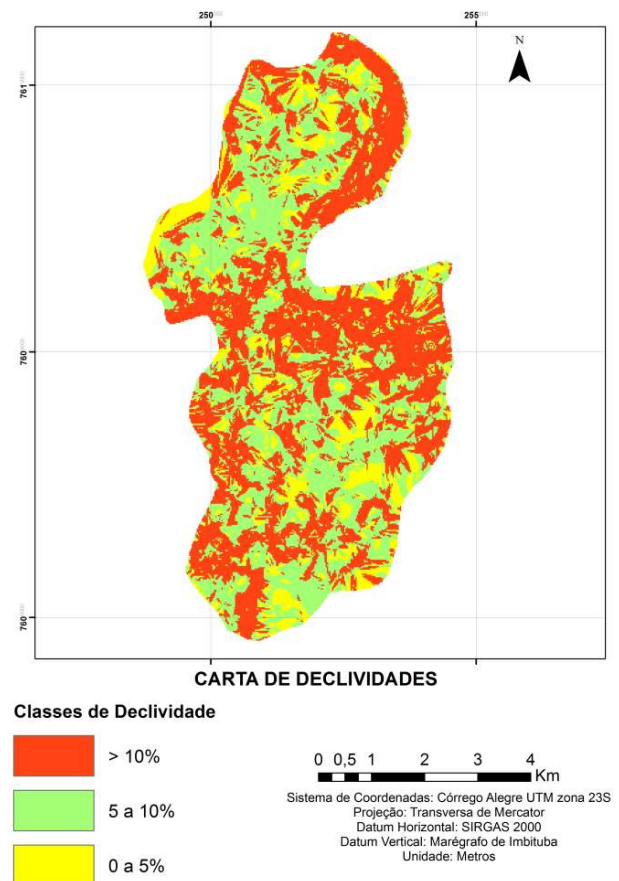 250
255
N
761
760
760
CARTA DE DECLIVIDADES
Classes de Declividade
> 10%
5 a 10%
0 a 5%
0 0,5 1 2 3 4
Km
Sistema de Coordenadas: Córrego Alegre UTM zona 23S
Projeção: Transversa de Mercator
Datum Horizontal: SIRGAS 2000
Datum Vertical: Marégrafo de Imbituba
Unidade: Metros